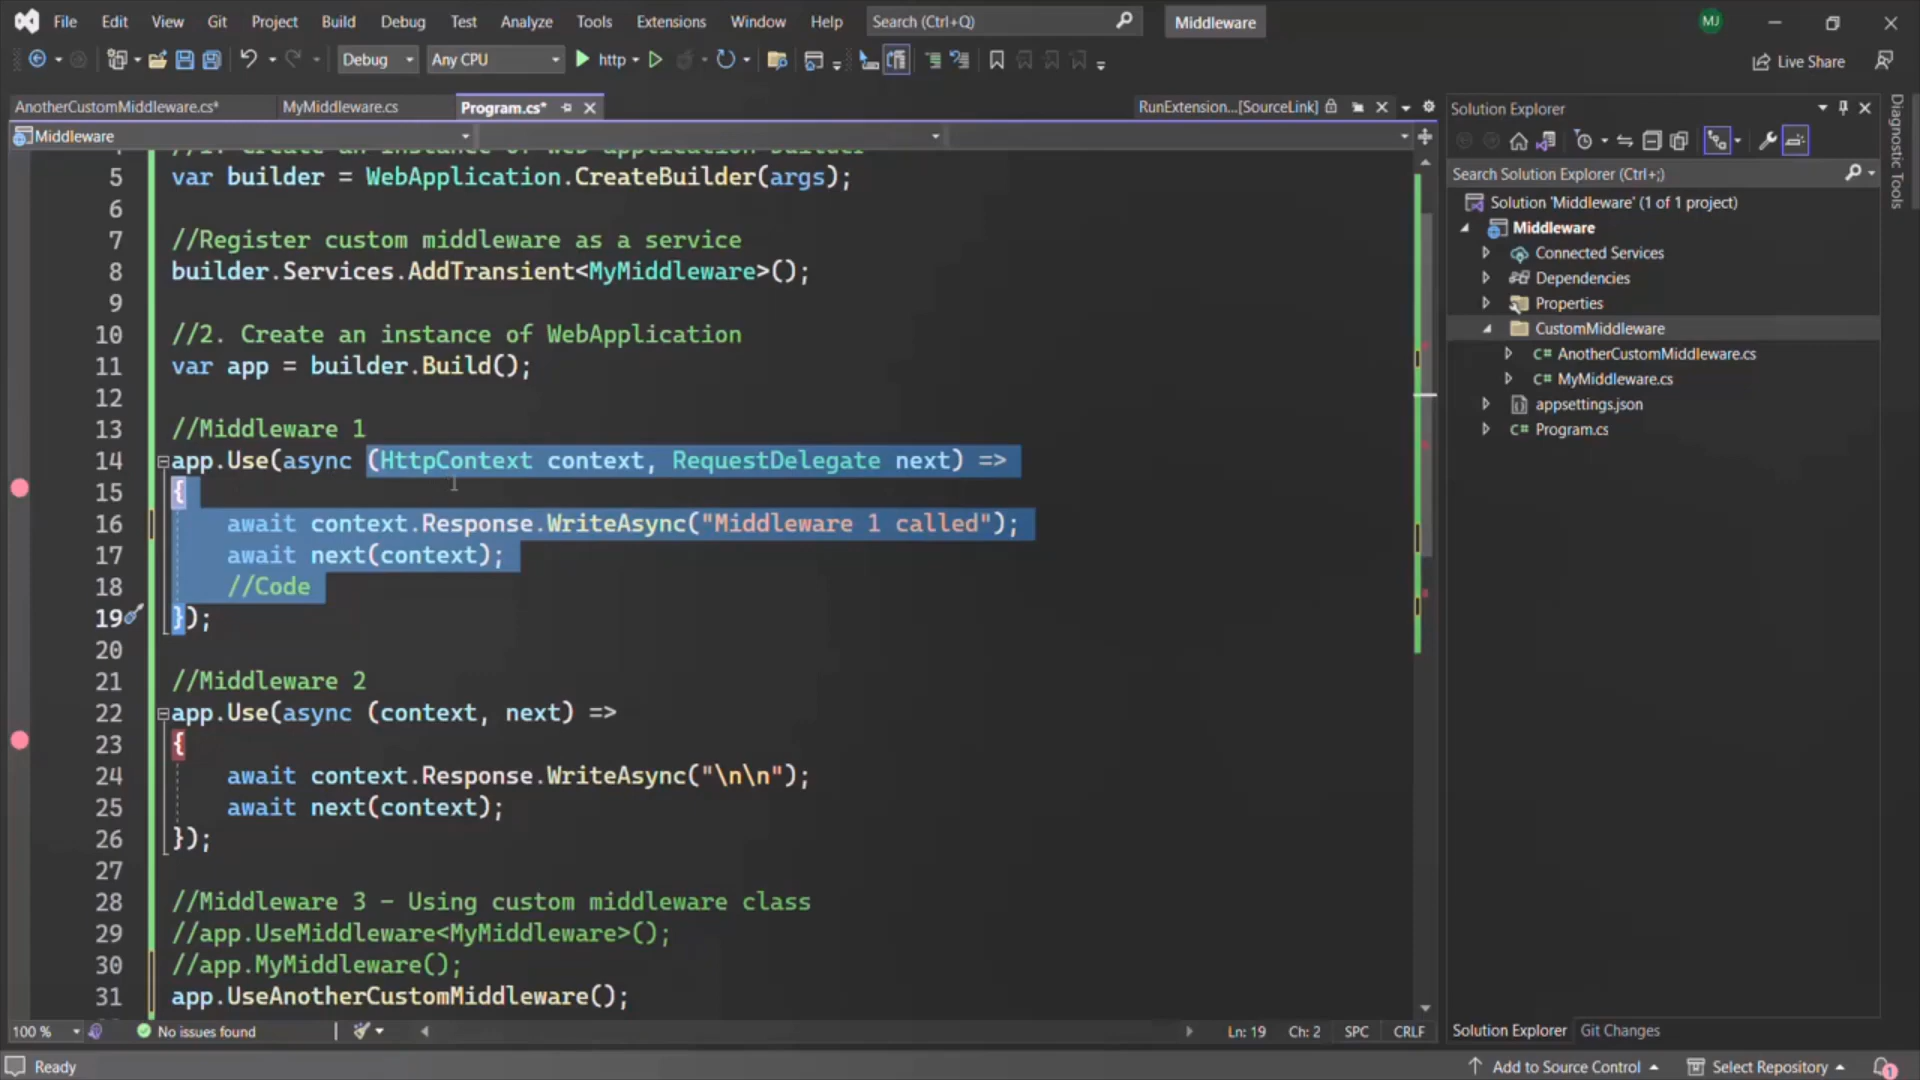 File Edit View Git Project Build Debug Test Analyze Tools Extensions Window Help Search (Ctrl+Q) Middleware MJ
Debug Any CPU http Live Share
AnotherCustomMiddleware.cs* MyMiddleware.cs Program.cs* RunExtension...[SourceLink]
Middleware
5 var builder = WebApplication.CreateBuilder(args);
6
7 //Register custom middleware as a service
8 builder.Services.AddTransient<MyMiddleware>();
9
10 //2. Create an instance of WebApplication
11 var app = builder.Build();
12
13 //Middleware 1
14 app.Use(async (HttpContext context, RequestDelegate next) =>
15 {
16 await context.Response.WriteAsync("Middleware 1 called");
17 await next(context);
18 //Code
19 });
20
21 //Middleware 2
22 app.Use(async (context, next) =>
23 {
24 await context.Response.WriteAsync("\n\n");
25 await next(context);
26 });
27
28 //Middleware 3 - Using custom middleware class
29 //app.UseMiddleware<MyMiddleware>();
30 //app.MyMiddleware();
31 app.UseAnotherCustomMiddleware();
100 % No issues found Ln: 19 Ch: 2 SPC CRLF
Solution Explorer
Search Solution Explorer (Ctrl+;)
Solution 'Middleware' (1 of 1 project)
Middleware
Connected Services
Dependencies
Properties
CustomMiddleware
C# AnotherCustomMiddleware.cs
C# MyMiddleware.cs
appsettings.json
C# Program.cs
Solution Explorer Git Changes
Diagnostic Tools
Ready Add to Source Control Select Repository 1